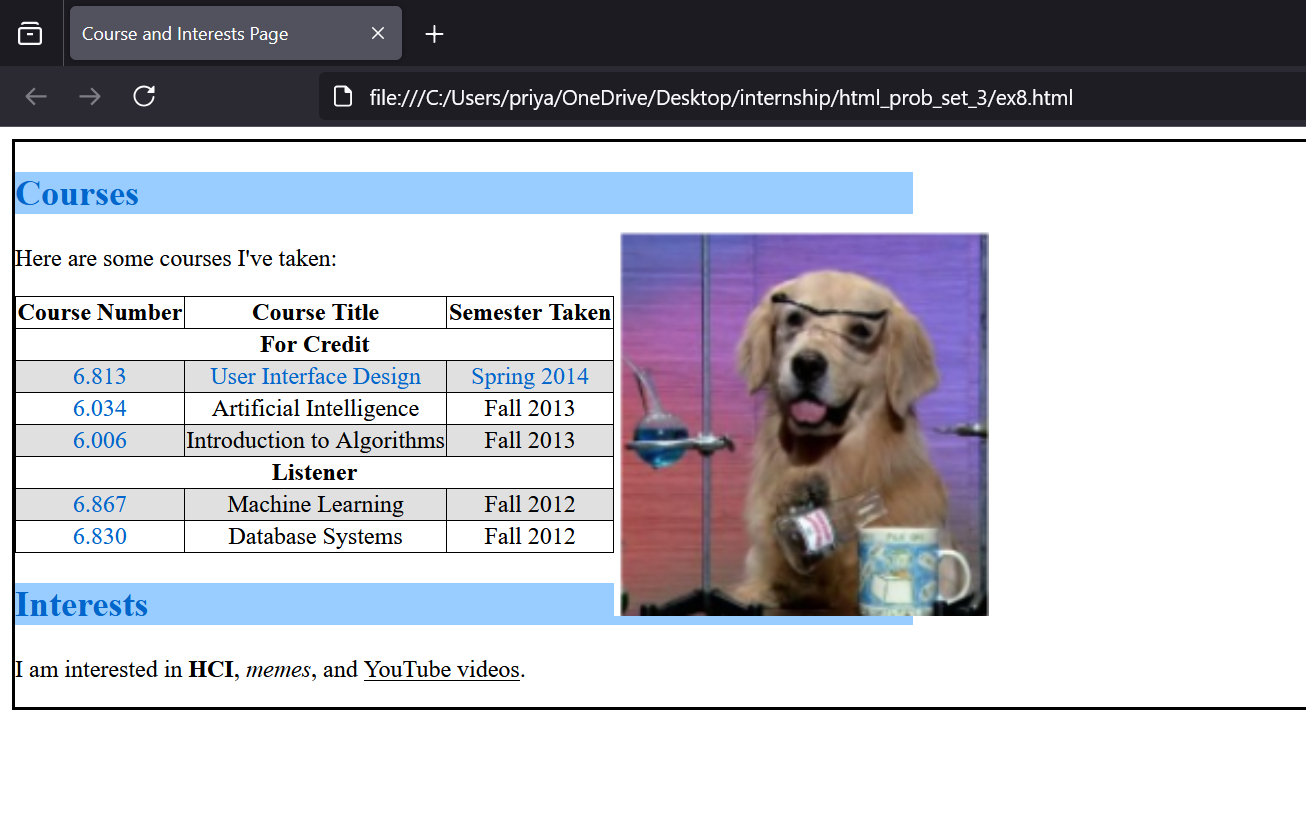 Course and Interests Page
file:///C:/Users/priya/OneDrive/Desktop/internship/html_prob_set_3/ex8.html
Courses
Here are some courses I've taken:
Course Number Course Title Semester Taken
For Credit
6.813 User Interface Design Spring 2014
6.034 Artificial Intelligence Fall 2013
6.006 Introduction to Algorithms Fall 2013
Listener
6.867 Machine Learning Fall 2012
6.830 Database Systems Fall 2012
Interests
I am interested in HCI, memes, and YouTube videos.